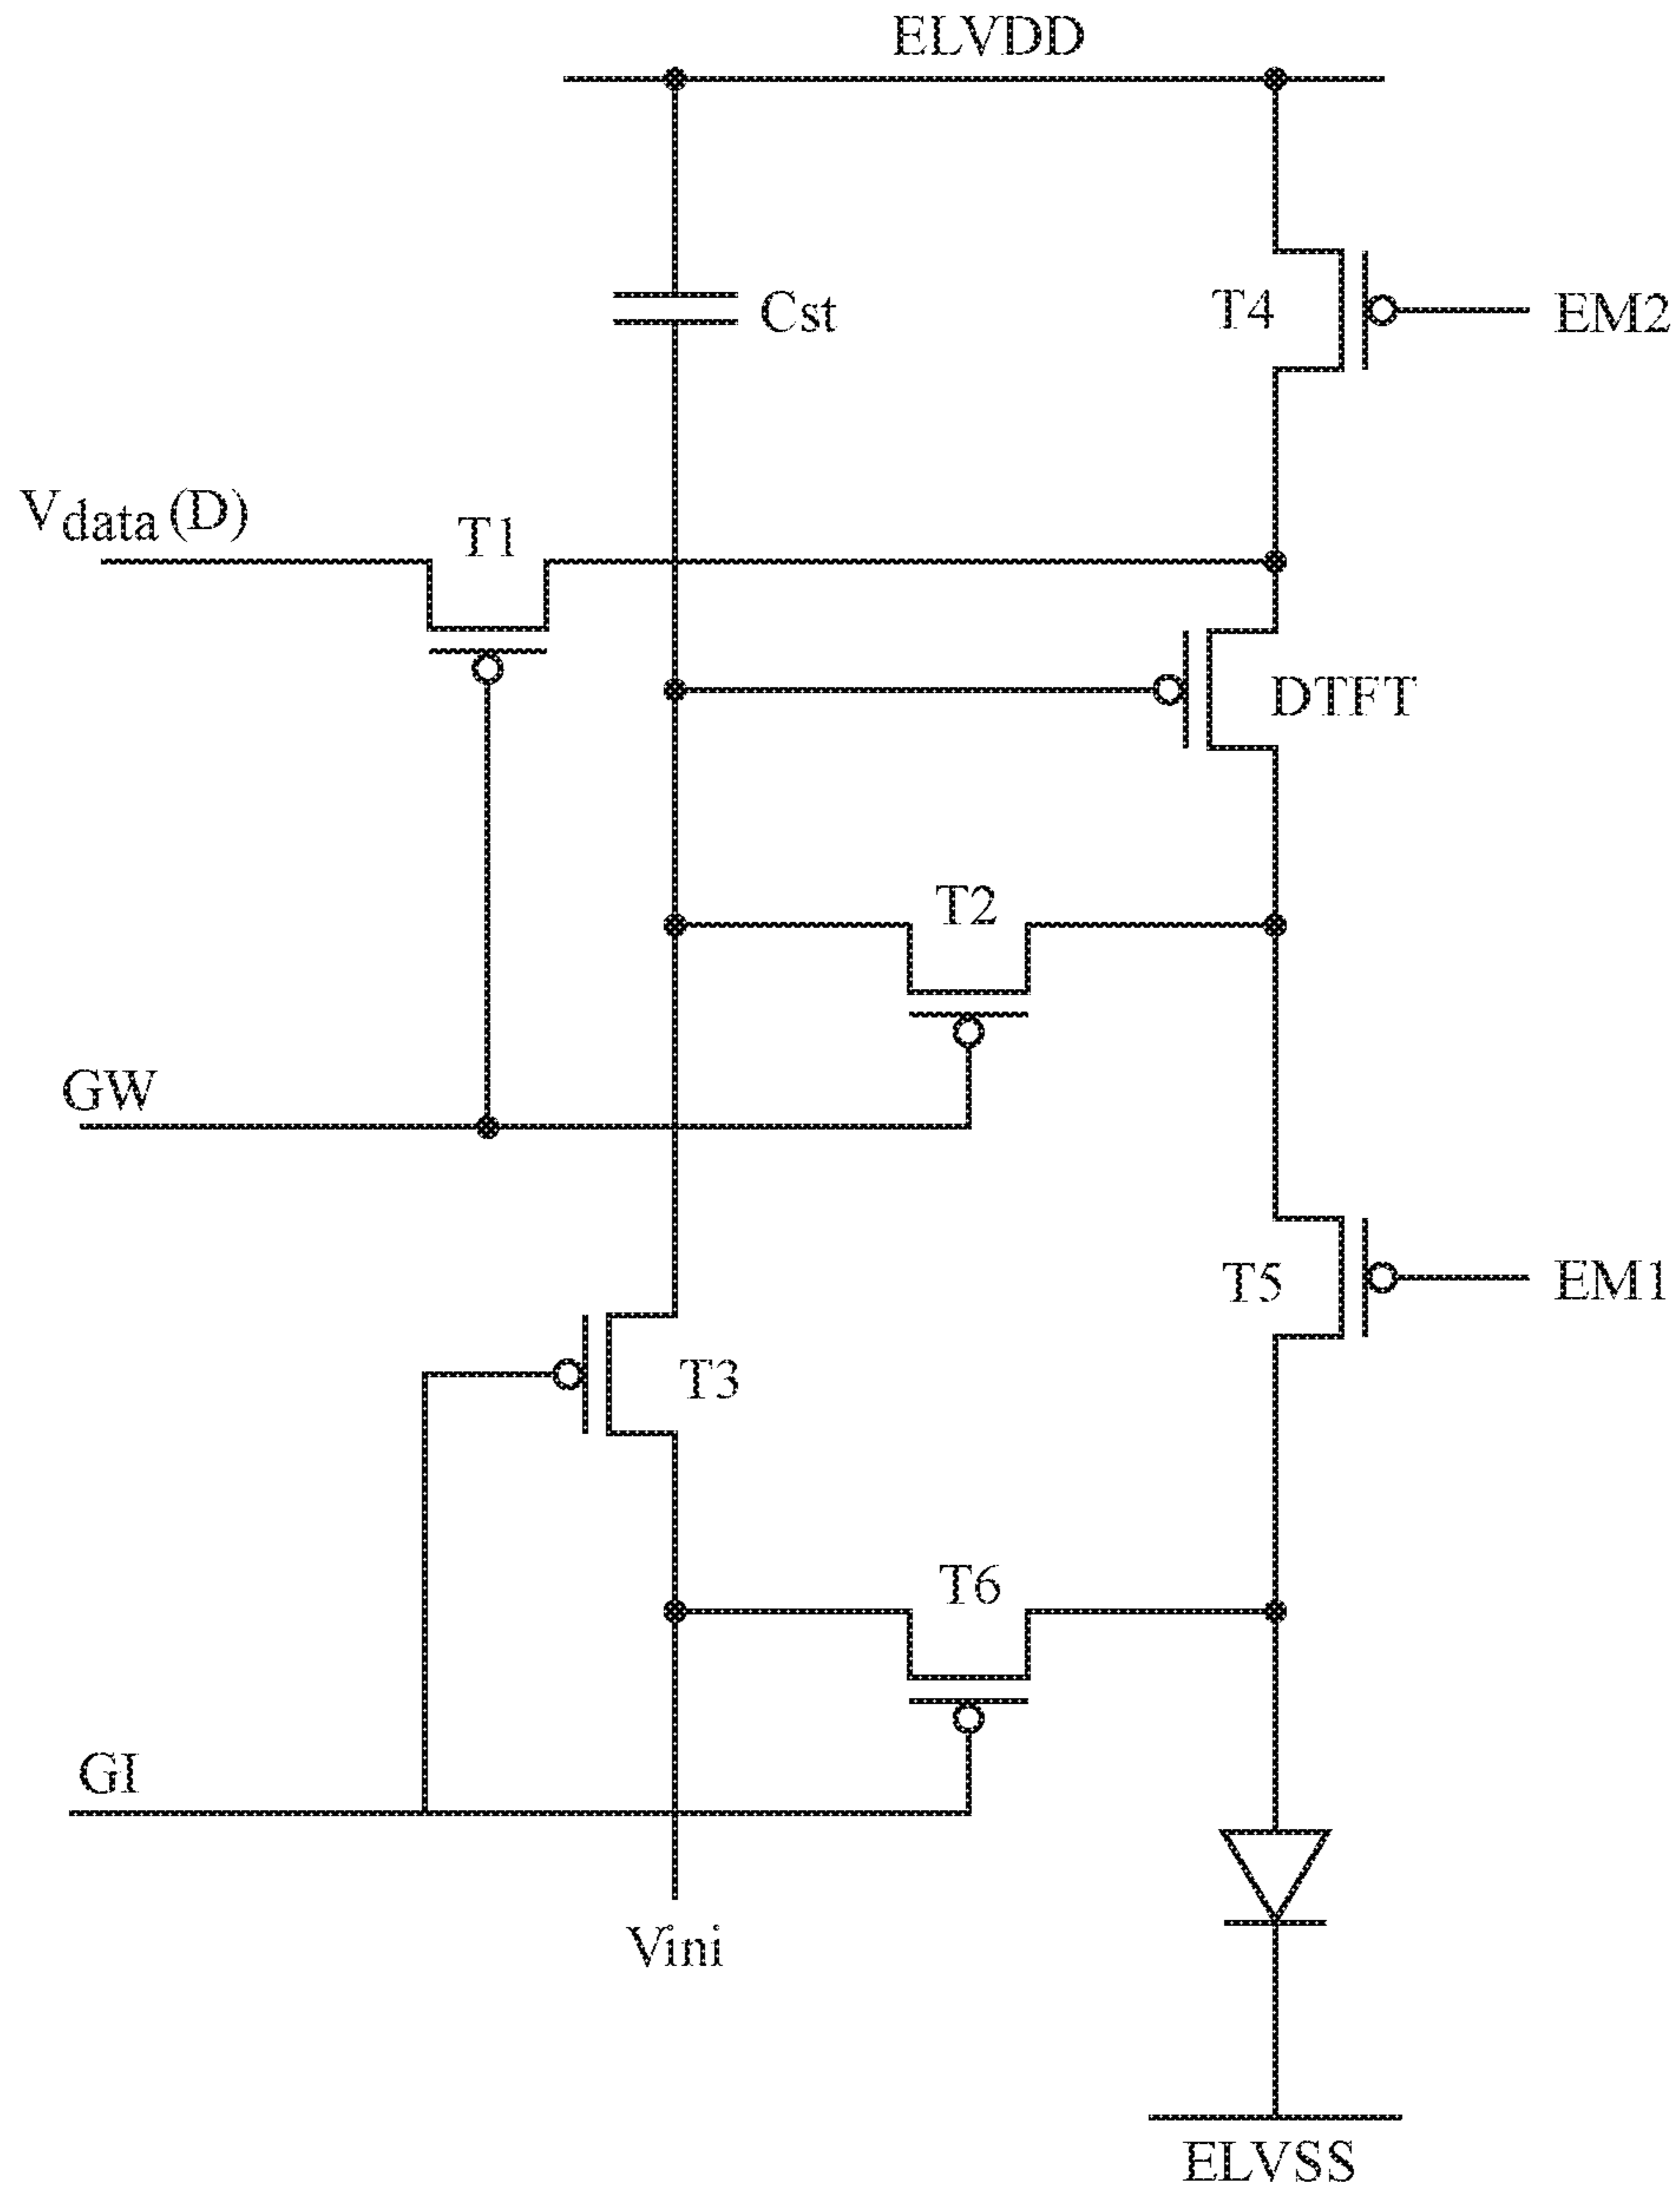 ELVDD
Cst
T4
EM2
Vdata (D)
T1
DTFT
T2
GW
T5
EM1
T3
T6
GI
Vini
ELVSS